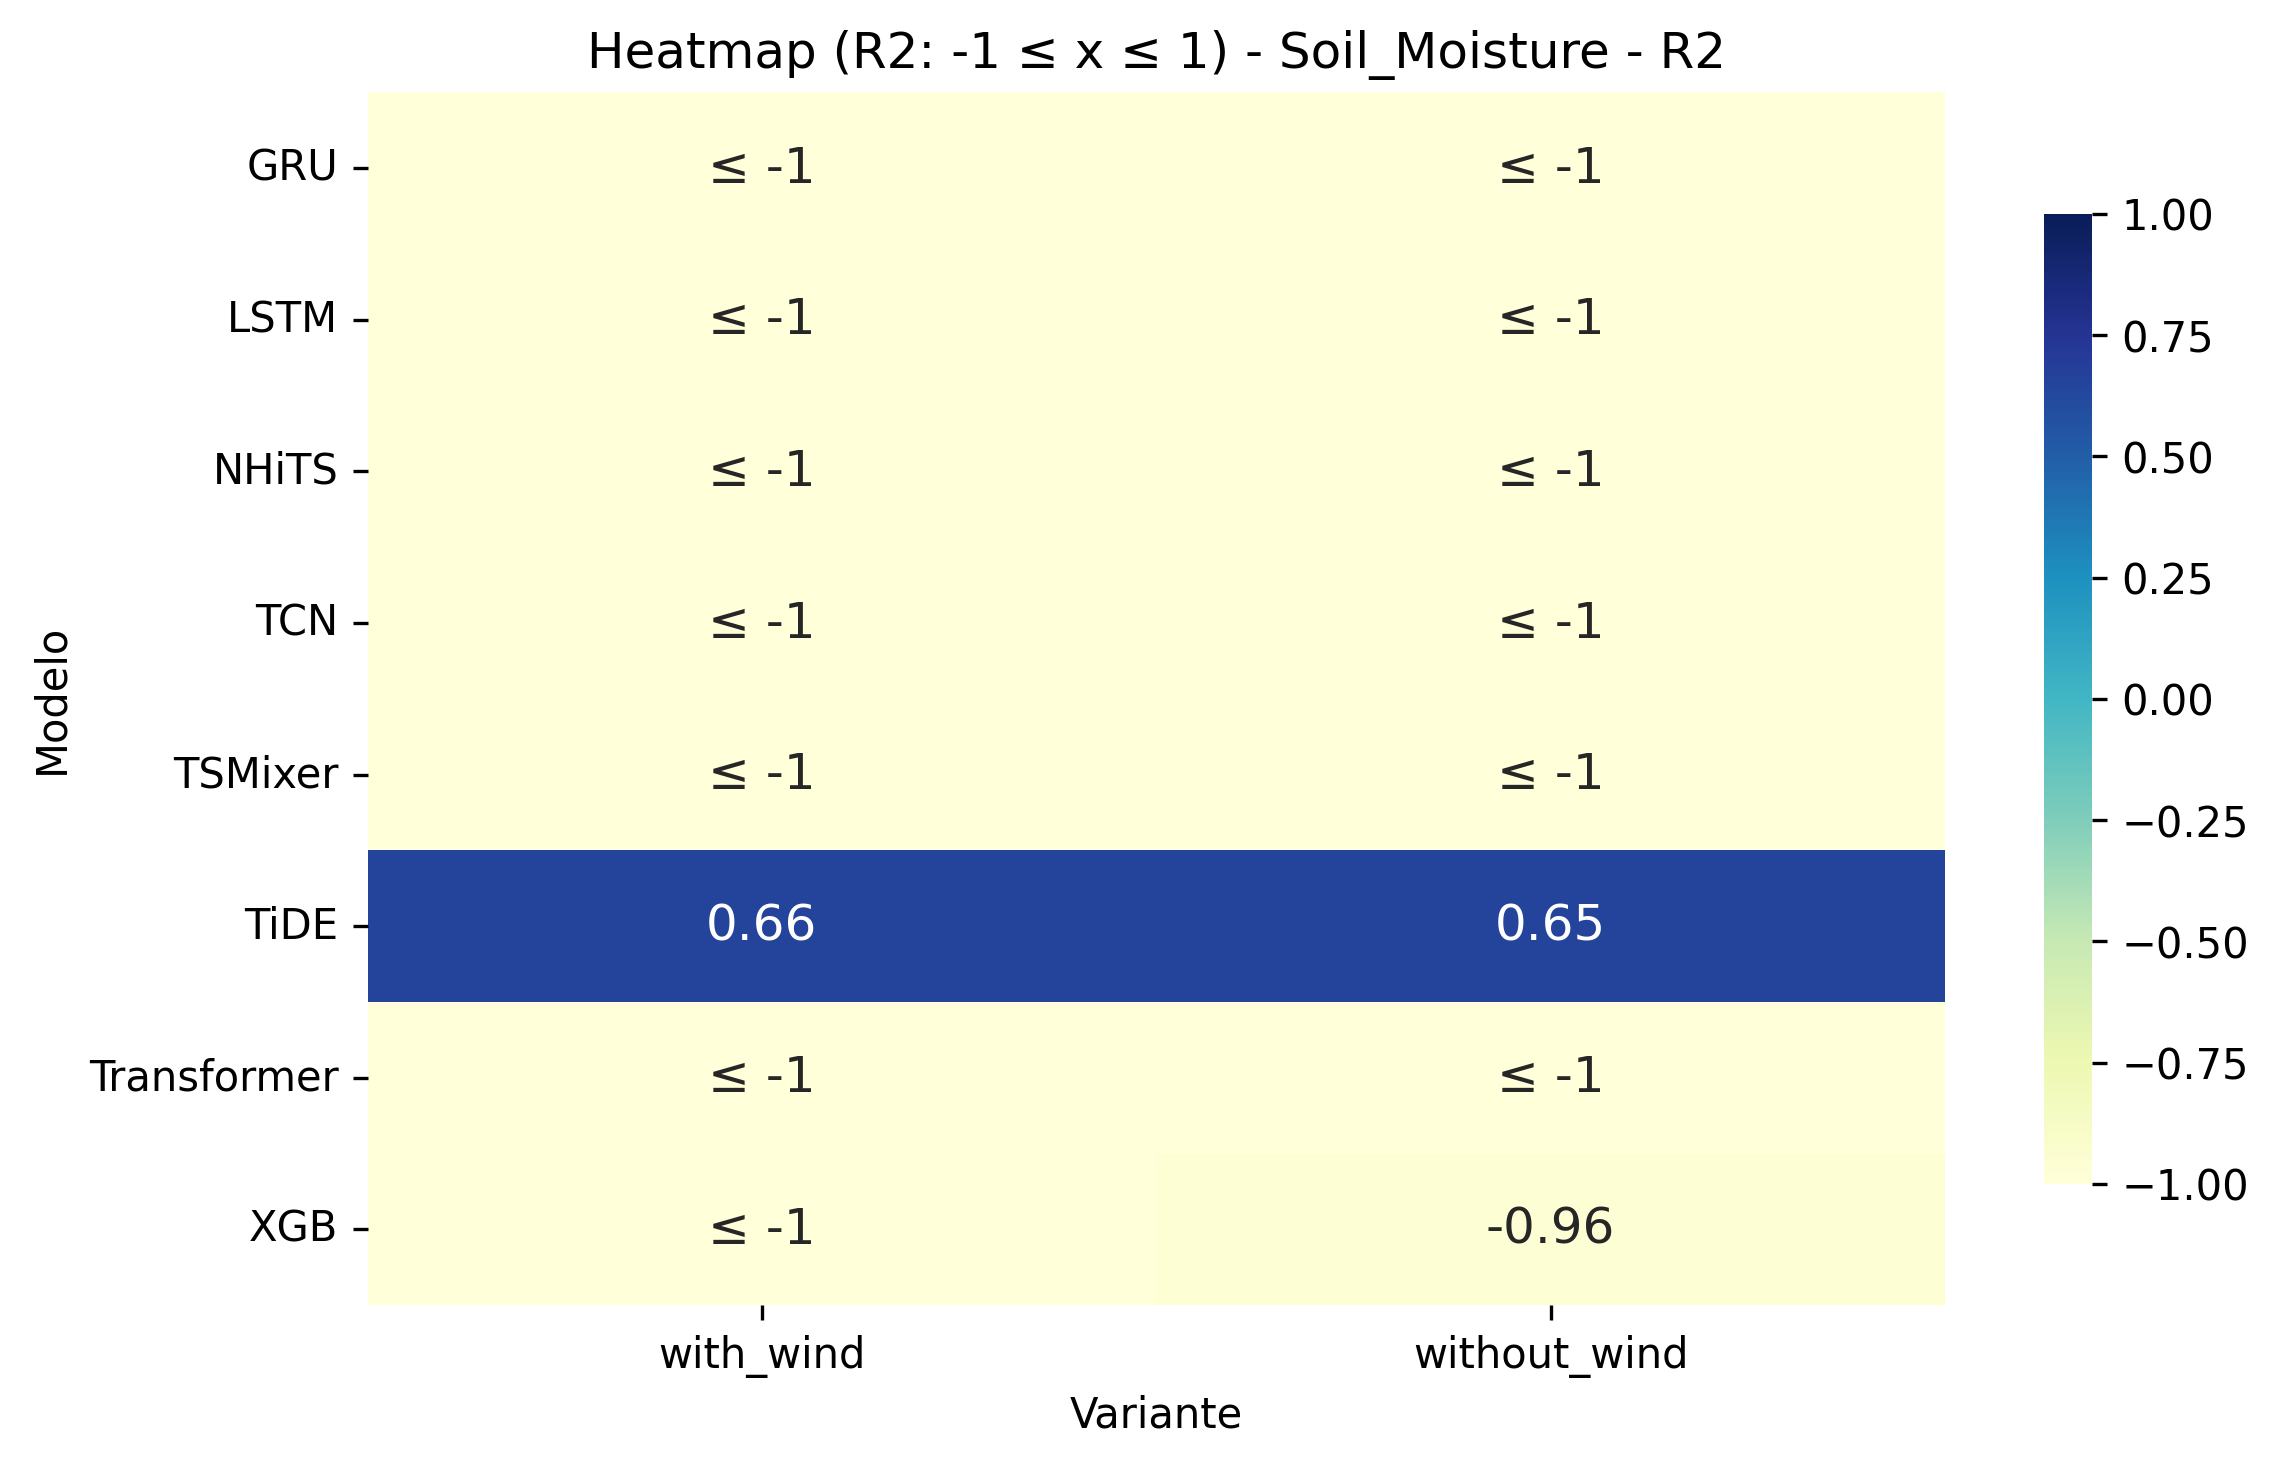 Heatmap (R2: -1 ≤ x ≤ 1) - Soil_Moisture - R2
Modelo
GRU ≤ -1 ≤ -1
LSTM ≤ -1 ≤ -1
NHiTS ≤ -1 ≤ -1
TCN ≤ -1 ≤ -1
TSMixer ≤ -1 ≤ -1
TiDE 0.66 0.65
Transformer ≤ -1 ≤ -1
XGB ≤ -1 -0.96
with_wind without_wind
Variante
1.00
0.75
0.50
0.25
0.00
−0.25
−0.50
−0.75
−1.00